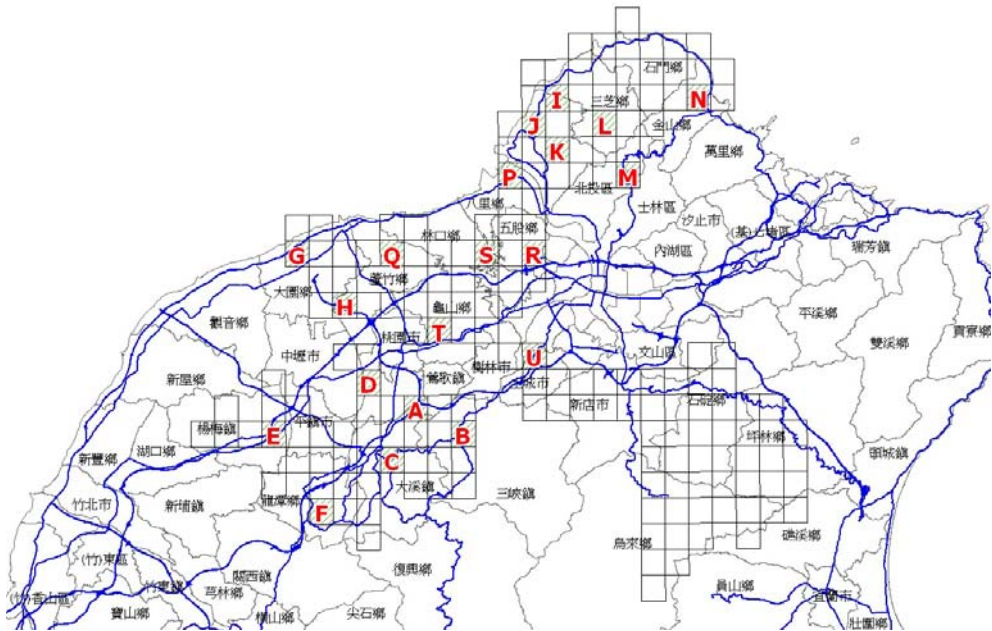 石門鄉
I
三芝鄉
N
J
L
金山鄉
K
萬里鄉
P
北投區
M
八里鄉
士林區
汐止市
林口鄉
五股鄉
內湖區
瑞芳鎮
G
Q
S
R
蘆竹鄉
大園鄉
H
龜山鄉
平溪鄉
貢寮鄉
觀音鄉
T
桃園市
雙溪鄉
中壢市
樹林市
U
文山區
新屋鄉
D
鶯歌鎮
新店市
石碇鄉
A
楊梅鎮
平鎮市
E
B
坪林鄉
頭城鎮
湖口鄉
新豐鄉
C
大溪鎮
三峽鎮
竹北市
新埔鎮
龍潭鄉
F
烏來鄉
礁溪鄉
(竹)東區
復興鄉
竹東鎮
關西鎮
員山鄉
(竹)香山區
芎林鄉
宜蘭市
寶山鄉
橫山鄉
尖石鄉
壯圍鄉